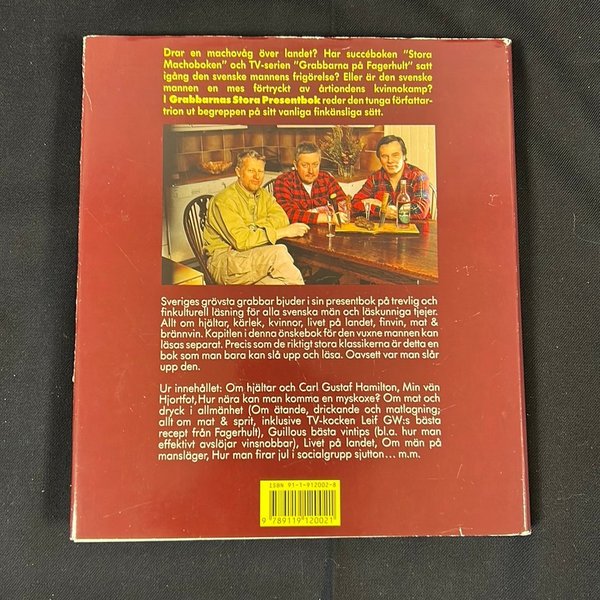 Drar en machovåg över landet? Har succéboken "Stora
Machoboken" och TV-serien "Grabbarna på Fagerhult" satt
igång den svenske mannens frigörelse? Eller är den svenske
mannen en mes förtryckt av årtiondens kvinnokamp?
I Grabbarnas Stora Presentbok reder den tunga författar-
trion ut begreppen på sitt vanliga finkänsliga sätt.
Sveriges grövsta grabbar bjuder i sin presentbok på trevlig och
finkulturell läsning för alla svenska män och läskunniga tjejer.
Allt om hjältar, kärlek, kvinnor, livet på landet, finvin, mat &
brännvin. Kapitlen i denna önskebok för den vuxne mannen kan
läsas separat. Precis som de riktigt stora klassikerna är detta en
bok som man bara kan slå upp och läsa. Oavsett var man slår
upp den.
Ur innehållet: Om hjältar och Carl Gustaf Hamilton, Min vän
Hjortfot, Hur nära kan man komma en myskoxe? Om mat och
dryck i allmänhet (Om ätande, drickande och matlagning;
allt om mat & sprit, inklusive TV-kocken Leif GW:s bästa
recept från Fagerhult), Guillous bästa vintips (bl.a. hur man
effektivt avslöjar vinsnobbar), Livet på landet, Om män på
mansläger, Hur man firar jul i socialgrupp sjutton... m.m.
ISBN 91-1-912002-8
9 789119 120021